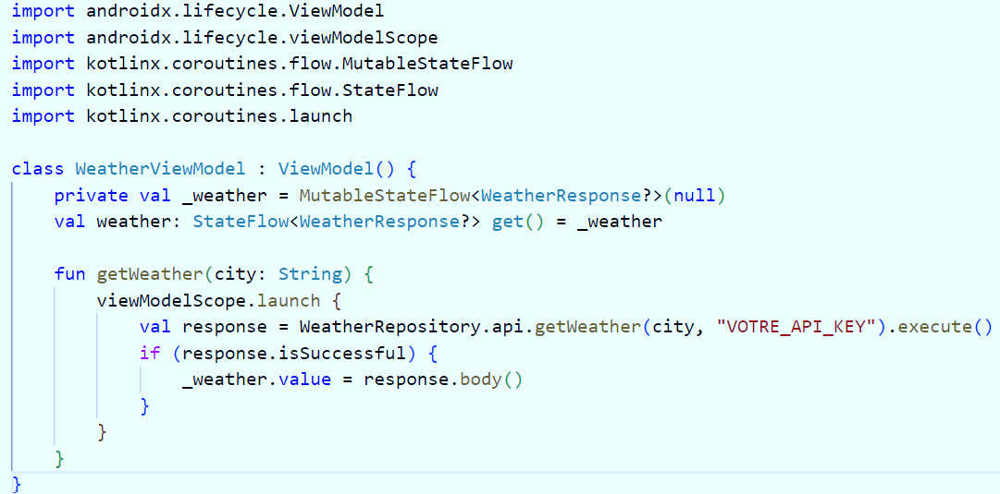 import androidx.lifecycle.ViewModel
import androidx.lifecycle.viewModelScope
import kotlinx.coroutines.flow.MutableStateFlow
import kotlinx.coroutines.flow.StateFlow
import kotlinx.coroutines.launch

class WeatherViewModel : ViewModel() {
    private val _weather = MutableStateFlow<WeatherResponse?>(null)
    val weather: StateFlow<WeatherResponse?> get() = _weather

    fun getWeather(city: String) {
        viewModelScope.launch {
            val response = WeatherRepository.api.getWeather(city, "VOTRE_API_KEY").execute()
            if (response.isSuccessful) {
                _weather.value = response.body()
            }
        }
    }
}